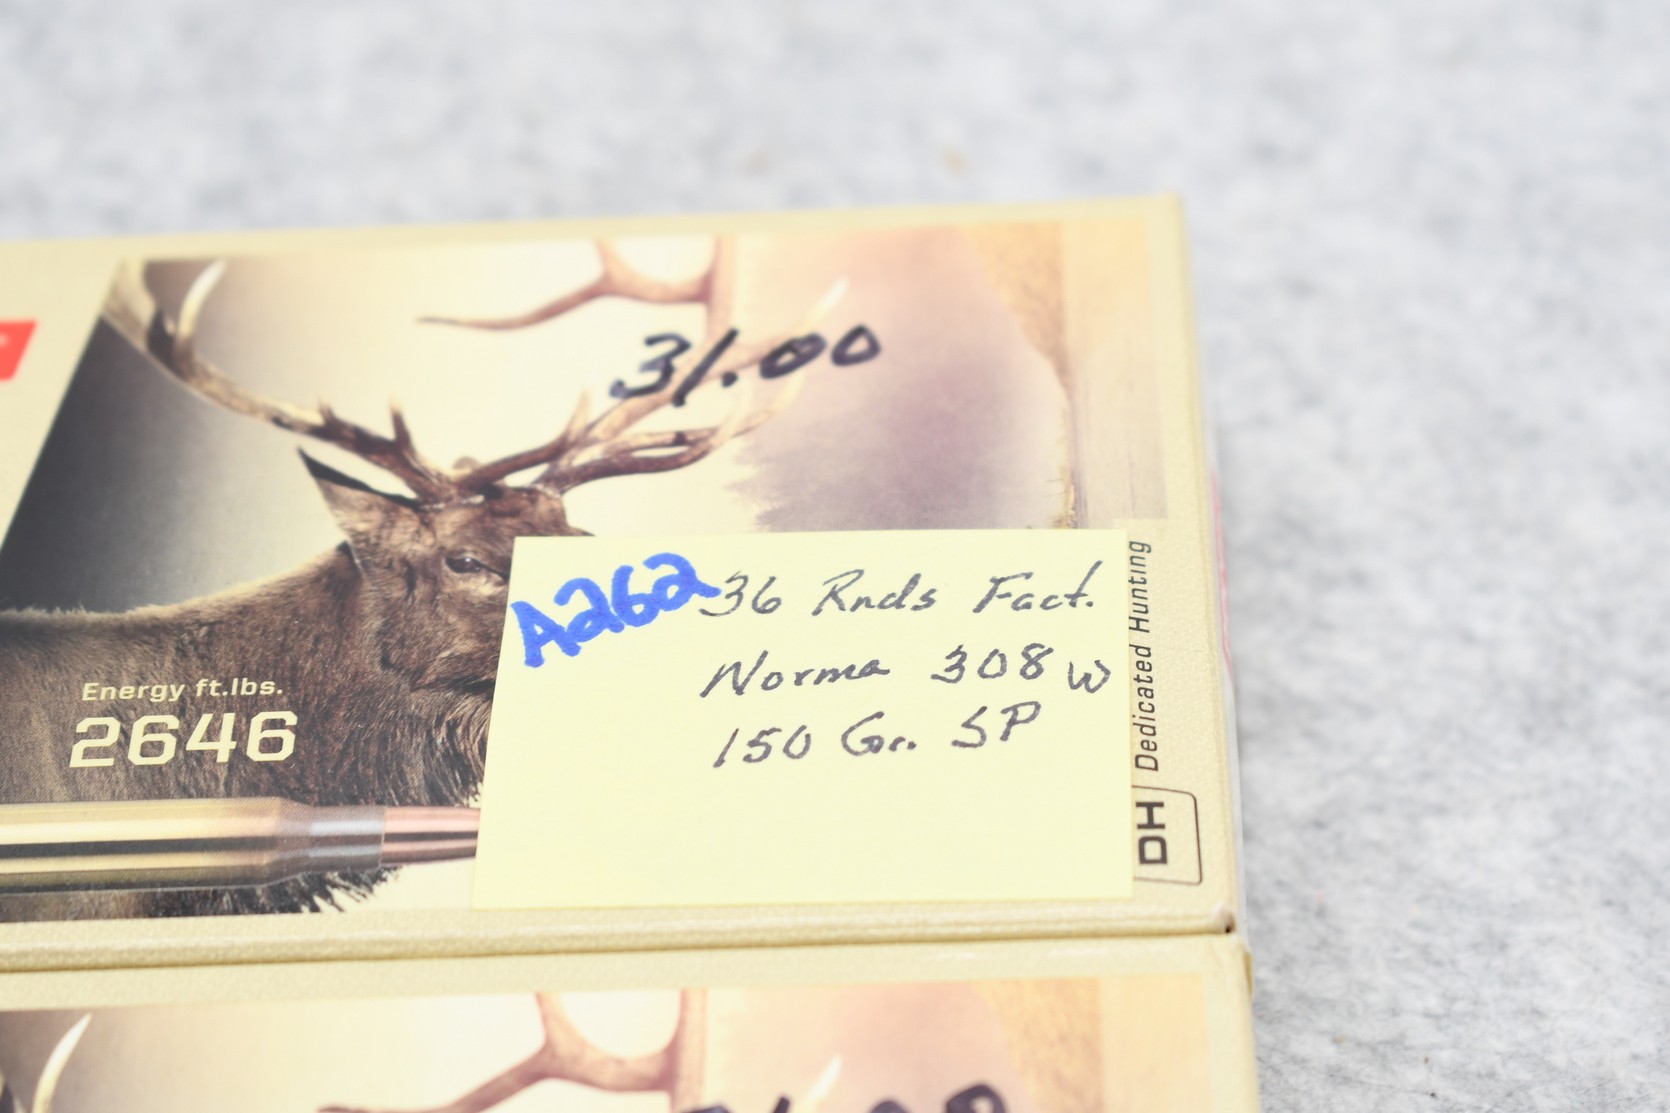 31.00
A262 36 Rnds Fact.
Norma 308 W
150 Gr. SP
Energy ft.lbs.
2646
DH Dedicated Hunting